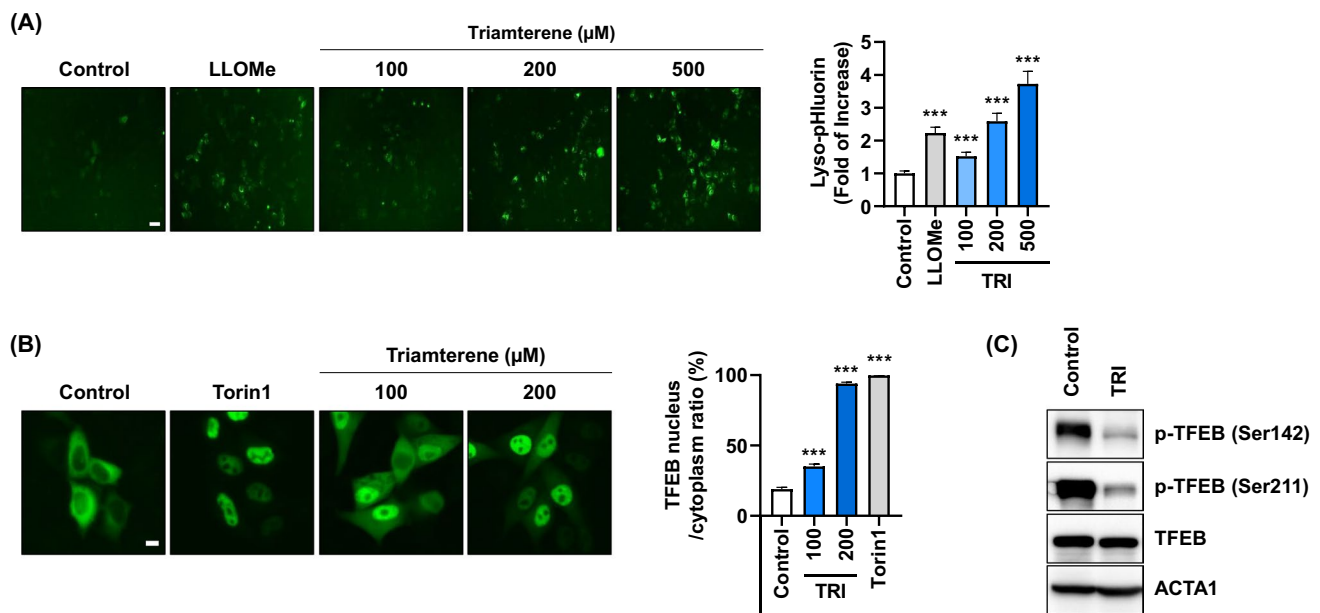 (A)
Triamterene (μM)
Control LLOMe 100 200 500
Lyso-pHluorin
(Fold of Increase)
5
4
3
2
1
0
***
***
***
***
Control
LLOMe
100
200
500
TRI
(B)
Triamterene (μM)
Control Torin1 100 200
TFEB nucleus
/cytoplasm ratio (%)
100
50
0
***
***
***
Control
100
200
Torin1
TRI
(C)
Control
TRI
p-TFEB (Ser142)
p-TFEB (Ser211)
TFEB
ACTA1